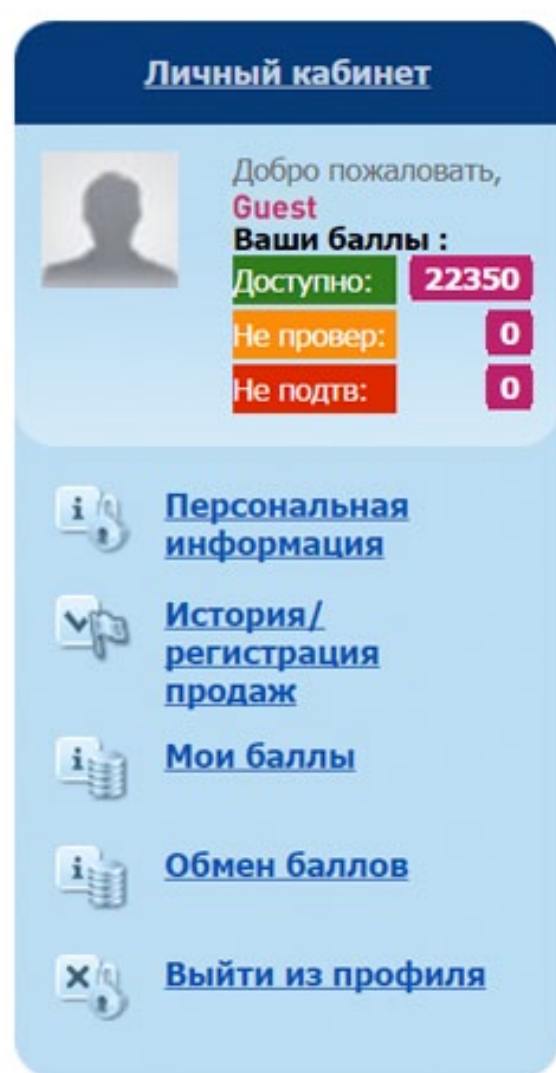 Личный кабинет
Добро пожаловать,
Guest
Ваши баллы :
Доступно: 22350
Не провер: 0
Не подтв: 0
Персональная
информация
История/
регистрация
продаж
Мои баллы
Обмен баллов
Выйти из профиля